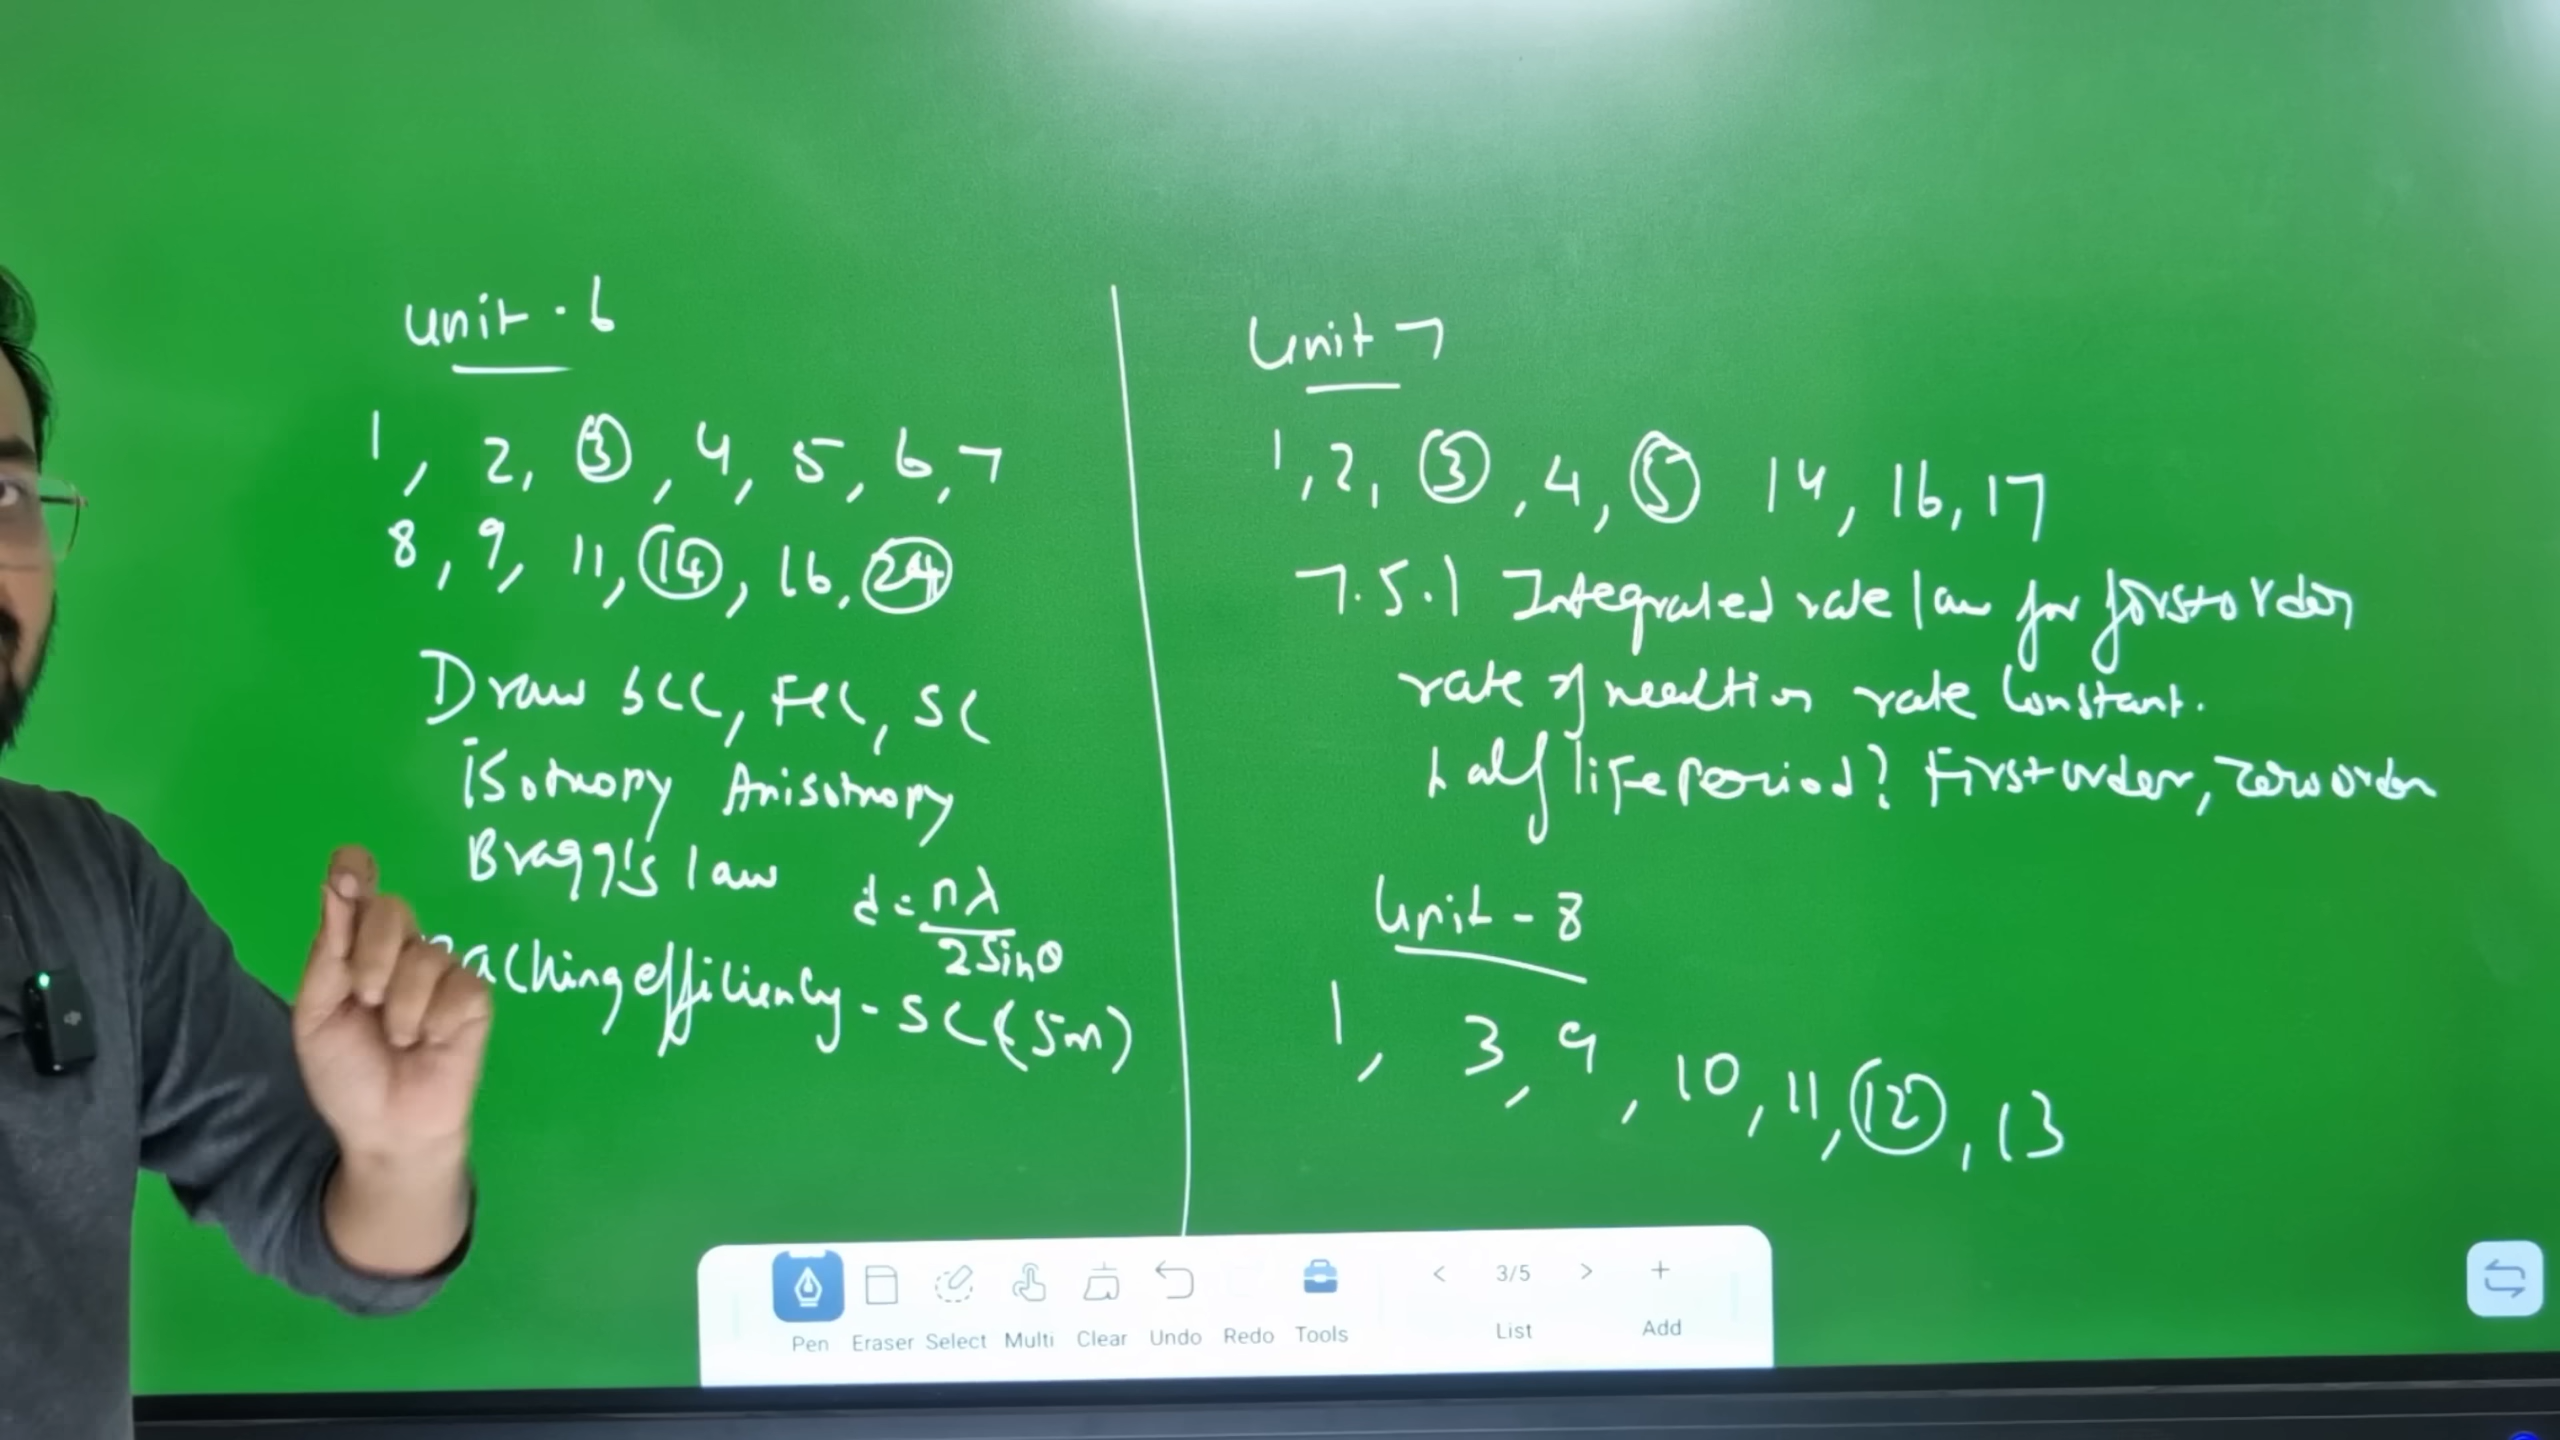 Unit - 6
1, 2, 3, 4, 5, 6, 7
8, 9, 11, 14, 16, 24
Draw bcc, FCC, SC
isotropy Anisotropy
Bragg's law d = nλ / 2 Sin θ
acking efficiency - SC (5m)
Unit 7
1, 2, 3, 4, 5 14, 16, 17
7.5.1 Integrated rate law for first order
rate of reaction rate constant.
half life period? First order, zero order
Unit - 8
1, 3, 9, 10, 11, 12, 13
Pen Eraser Select Multi Clear Undo Redo Tools < 3/5 > List + Add